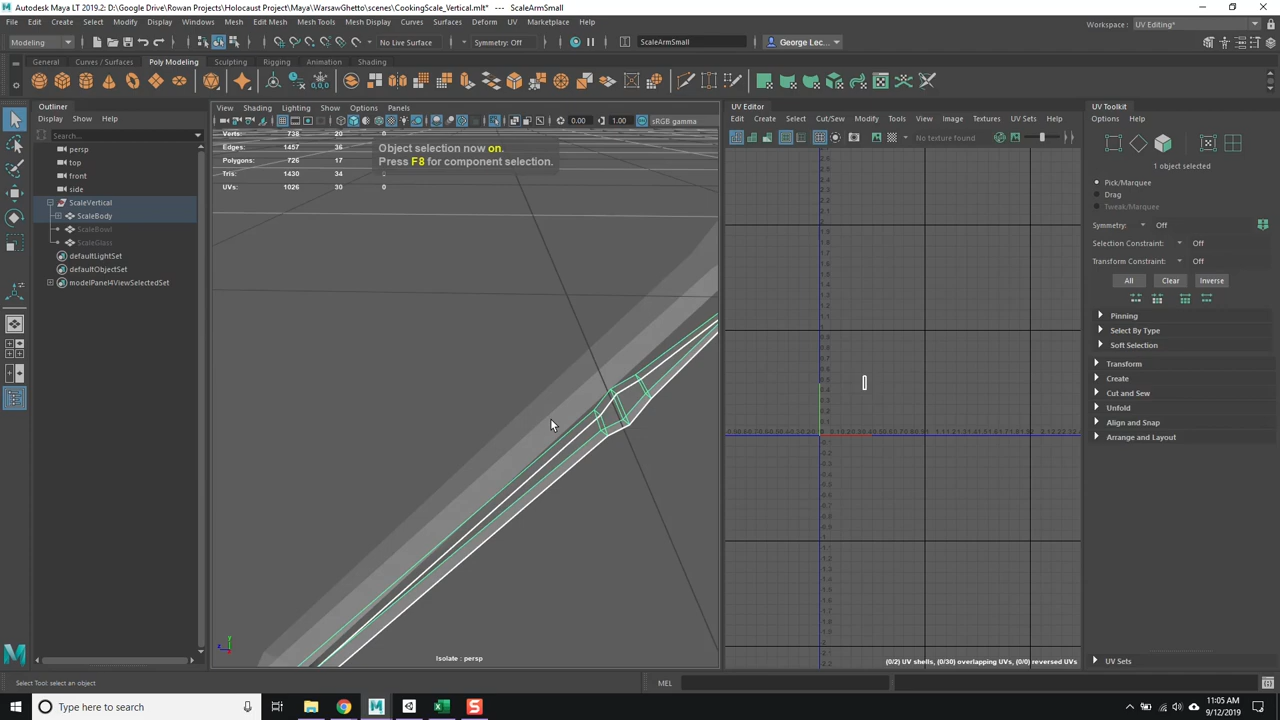 Autodesk Maya LT 2019.2: D:\Google Drive\Rowan Projects\Holocaust Project\Maya\WarsawGhetto\scenes\CookingScale_Vertical.mlt* --- ScaleArmSmall
File Edit Create Select Modify Display Windows Mesh Edit Mesh Mesh Tools Mesh Display Curves Surfaces Deform UV Marketplace Help
Workspace : UV Editing*
Modeling No Live Surface Symmetry: Off ScaleArmSmall George Lec...
Curves / Surfaces Poly Modeling Sculpting Rigging Animation Shading
Outliner
Display Show Help
Search...
persp
top
front
side
ScaleVertical
ScaleBody
ScaleBowl
ScaleGlass
defaultLightSet
defaultObjectSet
modelPanel4ViewSelectedSet
View Shading Lighting Show Options Panels
0.00 1.00 sRGB gamma
Verts: 738 20 0
Edges: 1457 36 0
Polygons: 726 17
Tris: 1430 34 0
UVs: 1026 30 0
Object selection now on.
Press F8 for component selection.
Isolate : persp
UV Editor
Edit Create Select Cut/Sew Modify Tools View Image Textures UV Sets Help
No texture found
(0/2) UV shells, (0/30) overlapping UVs, (0/0) reversed UVs
UV Toolkit
Options Help
1 object selected
Pick/Marquee
Drag
Tweak/Marquee
Symmetry: Off
Selection Constraint: Off
Transform Constraint: Off
All Clear Inverse
Pinning
Select By Type
Soft Selection
Transform
Create
Cut and Sew
Unfold
Align and Snap
Arrange and Layout
UV Sets
Select Tool: select an object
MEL
Type here to search
11:05 AM
9/12/2019